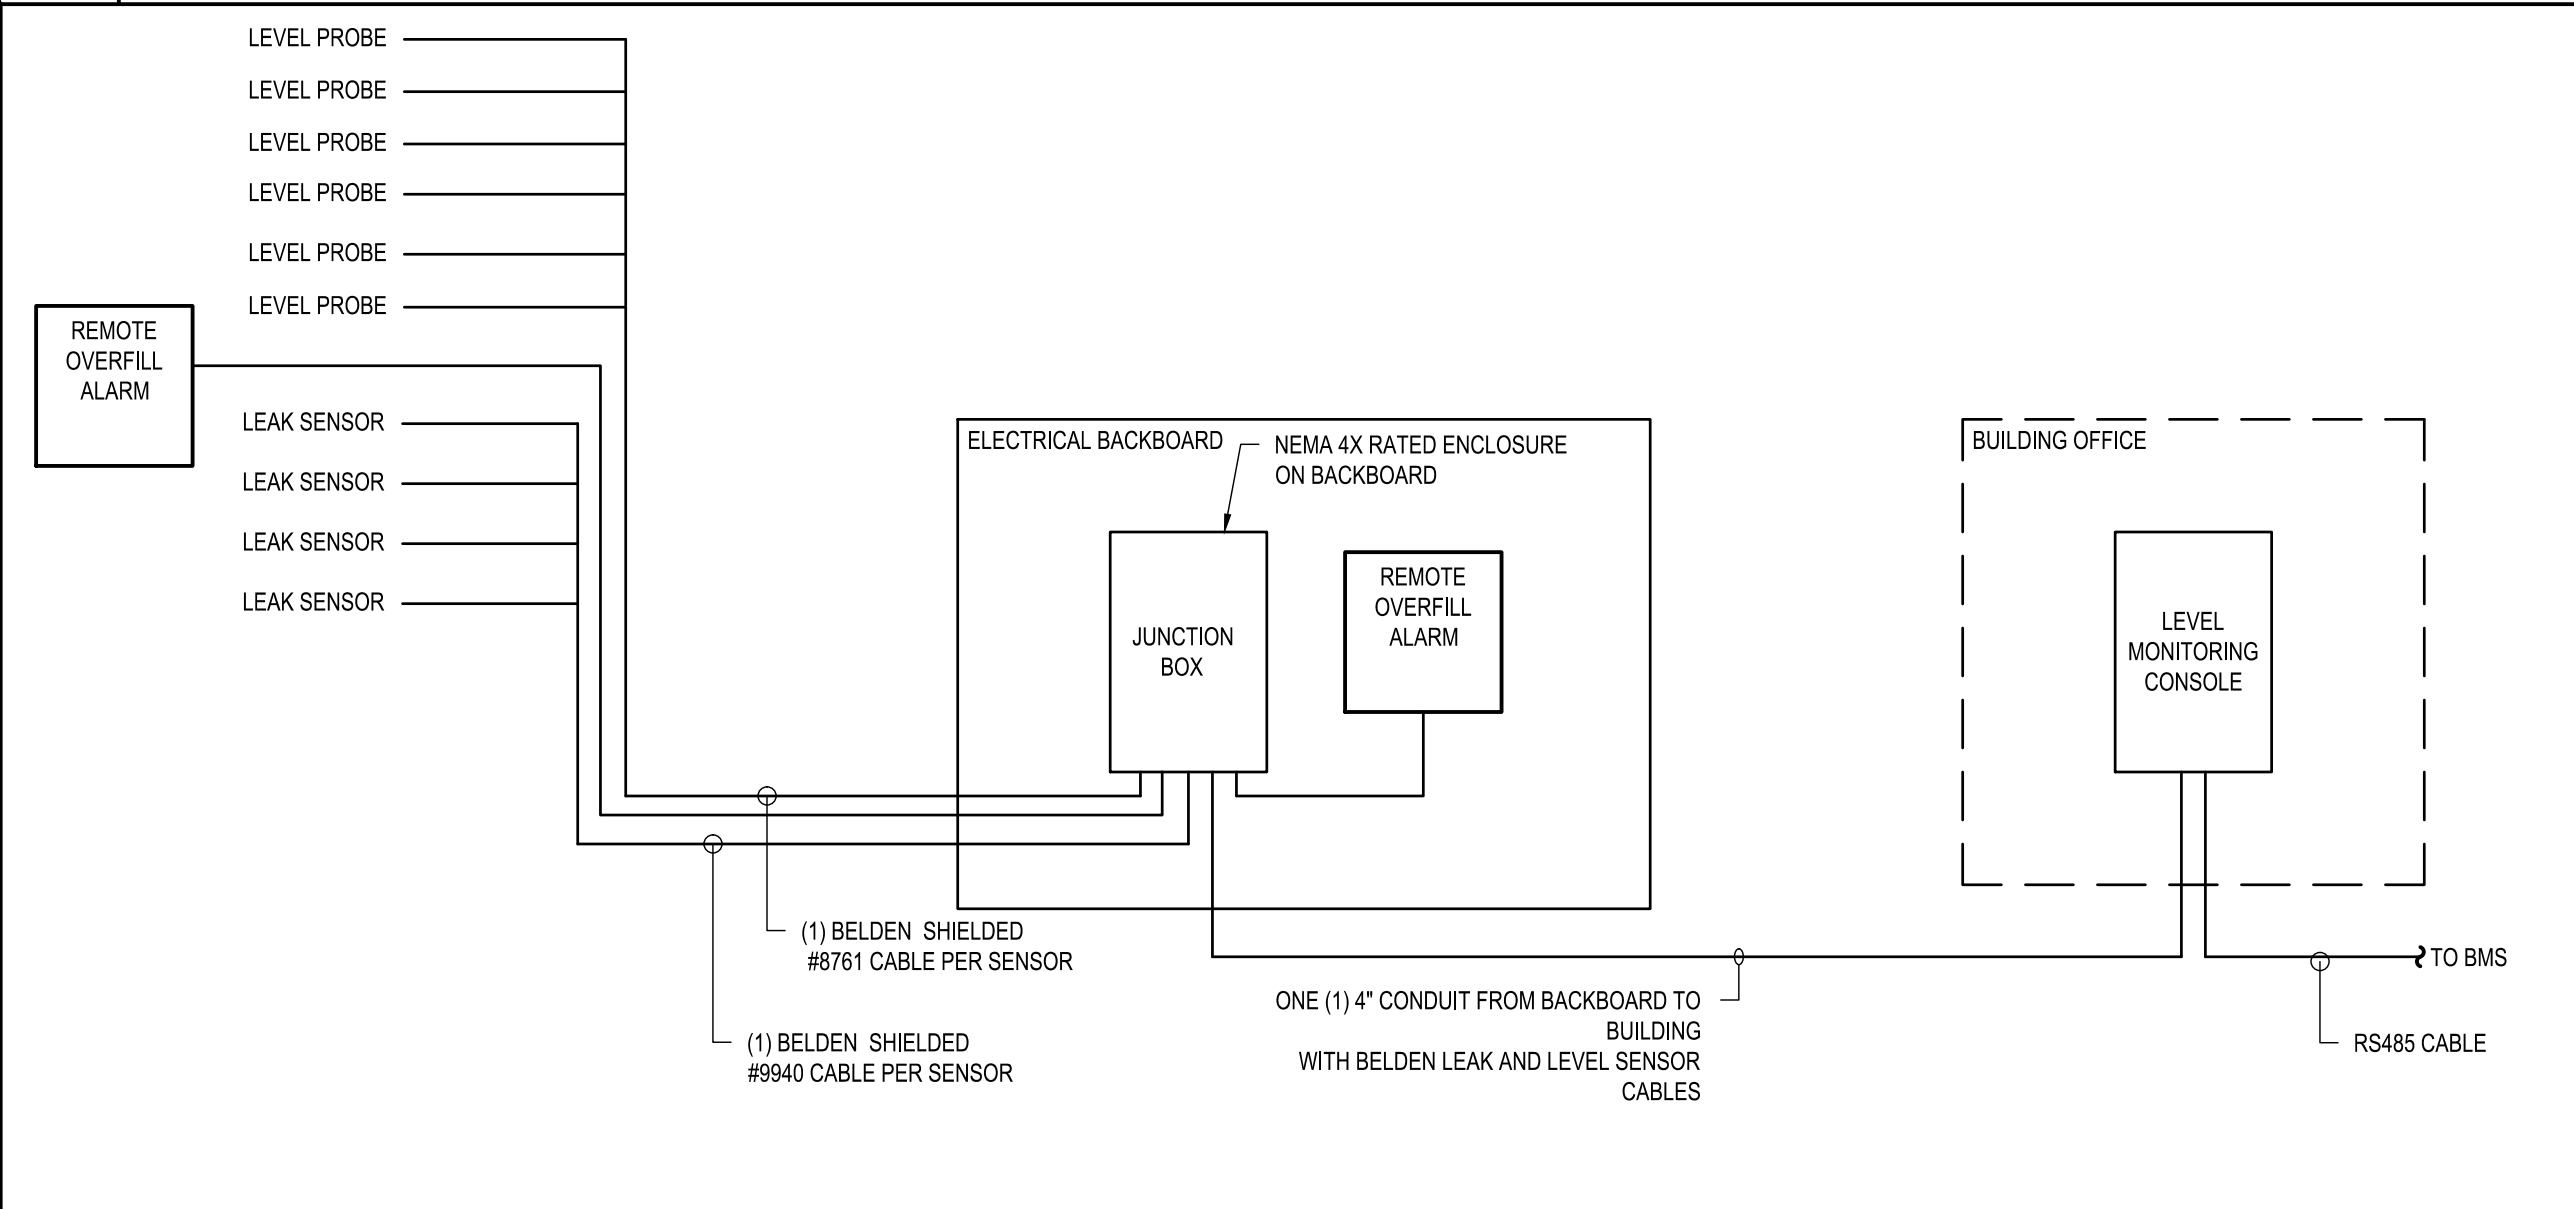 LEVEL PROBE
LEVEL PROBE
LEVEL PROBE
LEVEL PROBE
LEVEL PROBE
LEVEL PROBE
REMOTE
OVERFILL
ALARM
LEAK SENSOR
LEAK SENSOR
LEAK SENSOR
LEAK SENSOR
ELECTRICAL BACKBOARD
NEMA 4X RATED ENCLOSURE
ON BACKBOARD
JUNCTION
BOX
REMOTE
OVERFILL
ALARM
BUILDING OFFICE
LEVEL
MONITORING
CONSOLE
(1) BELDEN SHIELDED
#8761 CABLE PER SENSOR
(1) BELDEN SHIELDED
#9940 CABLE PER SENSOR
ONE (1) 4" CONDUIT FROM BACKBOARD TO
BUILDING
WITH BELDEN LEAK AND LEVEL SENSOR
CABLES
TO BMS
RS485 CABLE